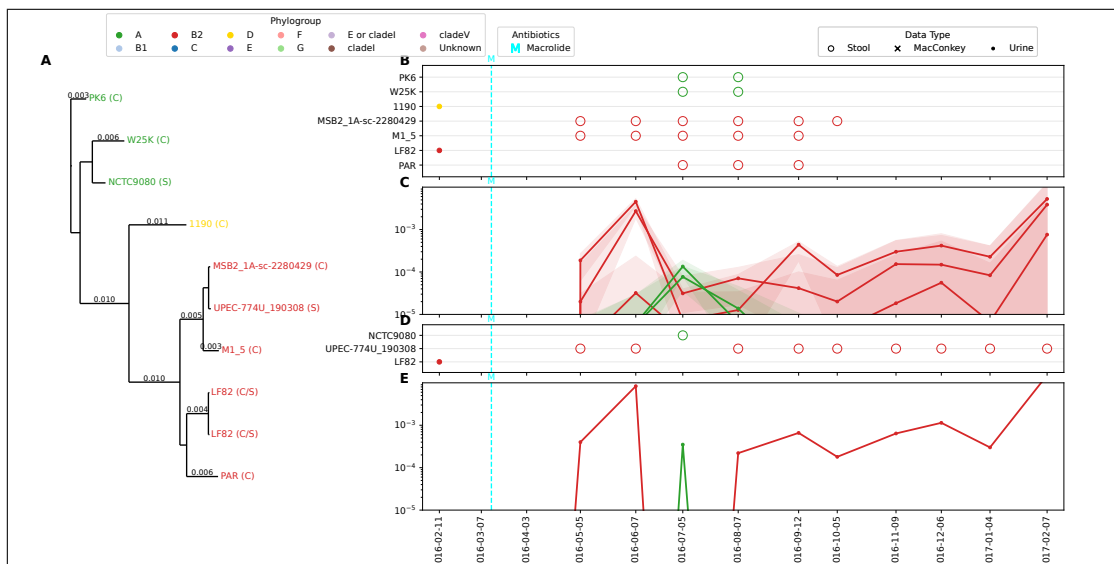 Phylogroup
A B2 D F E or cladeI cladeV
B1 C E G cladeI Unknown
Antibiotics
M Macrolide
Data Type
Stool MacConkey Urine
A
0.003 PK6 (C)
0.006 W25K (C)
NCTC9080 (S)
0.011 1190 (C)
MSB2_1A-sc-2280429 (C)
0.010
0.005 UPEC-774U_190308 (S)
0.003 M1_5 (C)
0.010
LF82 (C/S)
0.004
LF82 (C/S)
0.006 PAR (C)
B
M
PK6
W25K
1190
MSB2_1A-sc-2280429
M1_5
LF82
PAR
C
M
10⁻³
10⁻⁴
10⁻⁵
D
M
NCTC9080
UPEC-774U_190308
LF82
E
M
10⁻³
10⁻⁴
10⁻⁵
016-02-11
016-03-07
016-04-03
016-05-05
016-06-07
016-07-05
016-08-07
016-09-12
016-10-05
016-11-09
016-12-06
017-01-04
017-02-07